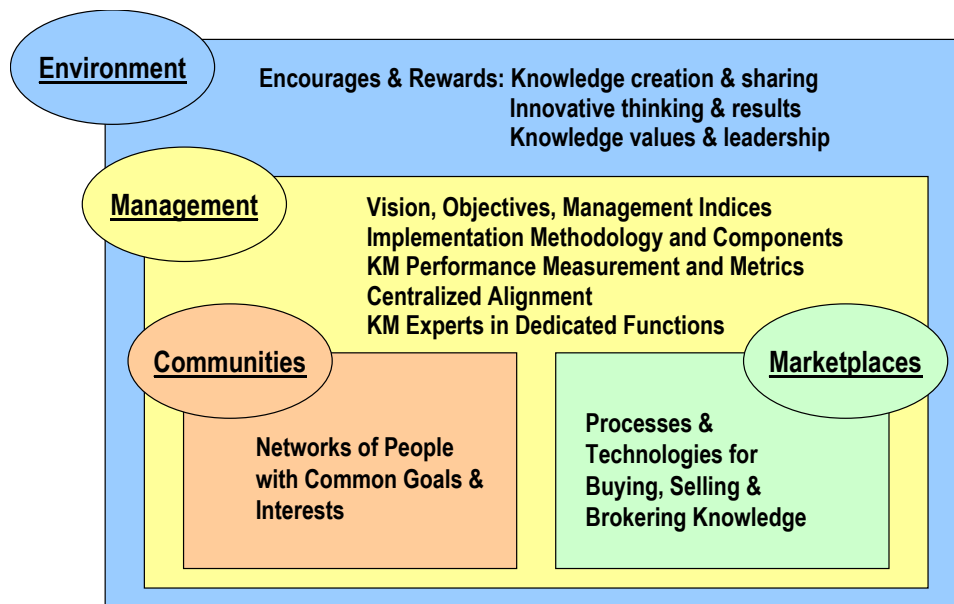 Environment
Encourages & Rewards: Knowledge creation & sharing
Innovative thinking & results
Knowledge values & leadership
Management
Vision, Objectives, Management Indices
Implementation Methodology and Components
KM Performance Measurement and Metrics
Centralized Alignment
KM Experts in Dedicated Functions
Communities
Networks of People
with Common Goals &
Interests
Marketplaces
Processes &
Technologies for
Buying, Selling &
Brokering Knowledge